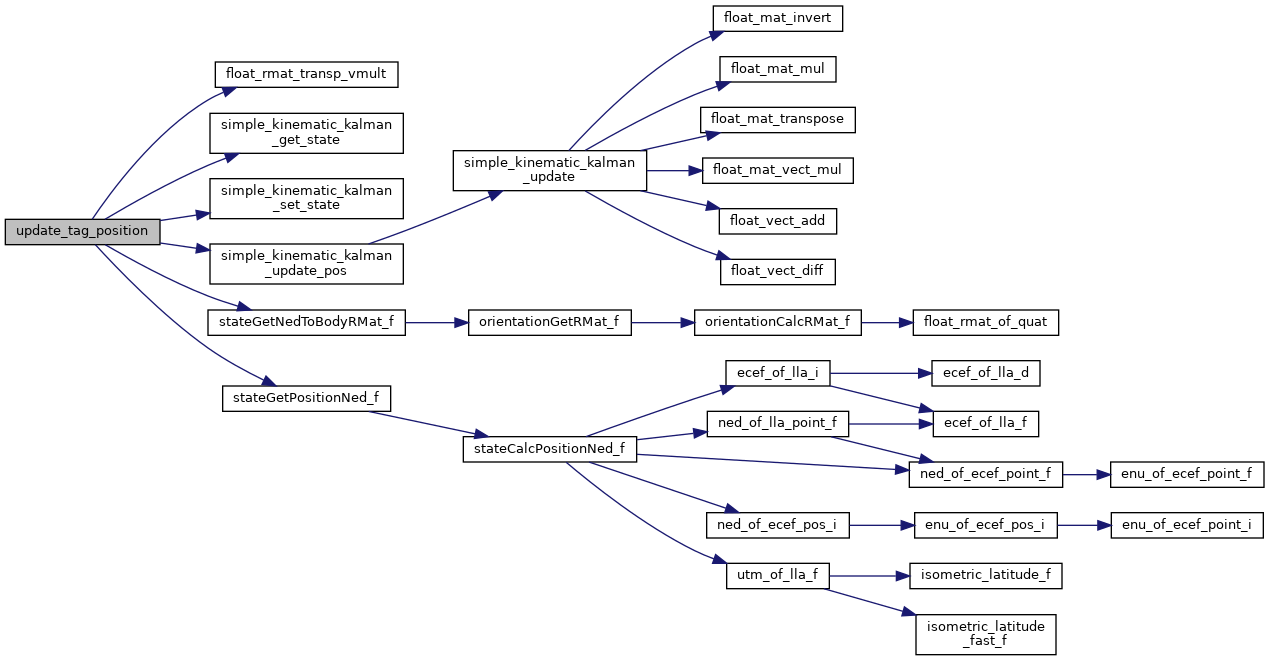 update_tag_position
float_rmat_transp_vmult
simple_kinematic_kalman
_get_state
simple_kinematic_kalman
_set_state
simple_kinematic_kalman
_update_pos
simple_kinematic_kalman
_update
float_mat_invert
float_mat_mul
float_mat_transpose
float_mat_vect_mul
float_vect_add
float_vect_diff
stateGetNedToBodyRMat_f
orientationGetRMat_f
orientationCalcRMat_f
float_rmat_of_quat
stateGetPositionNed_f
stateCalcPositionNed_f
ecef_of_lla_i
ecef_of_lla_d
ned_of_lla_point_f
ecef_of_lla_f
ned_of_ecef_point_f
enu_of_ecef_point_f
ned_of_ecef_pos_i
enu_of_ecef_pos_i
enu_of_ecef_point_i
utm_of_lla_f
isometric_latitude_f
isometric_latitude
_fast_f